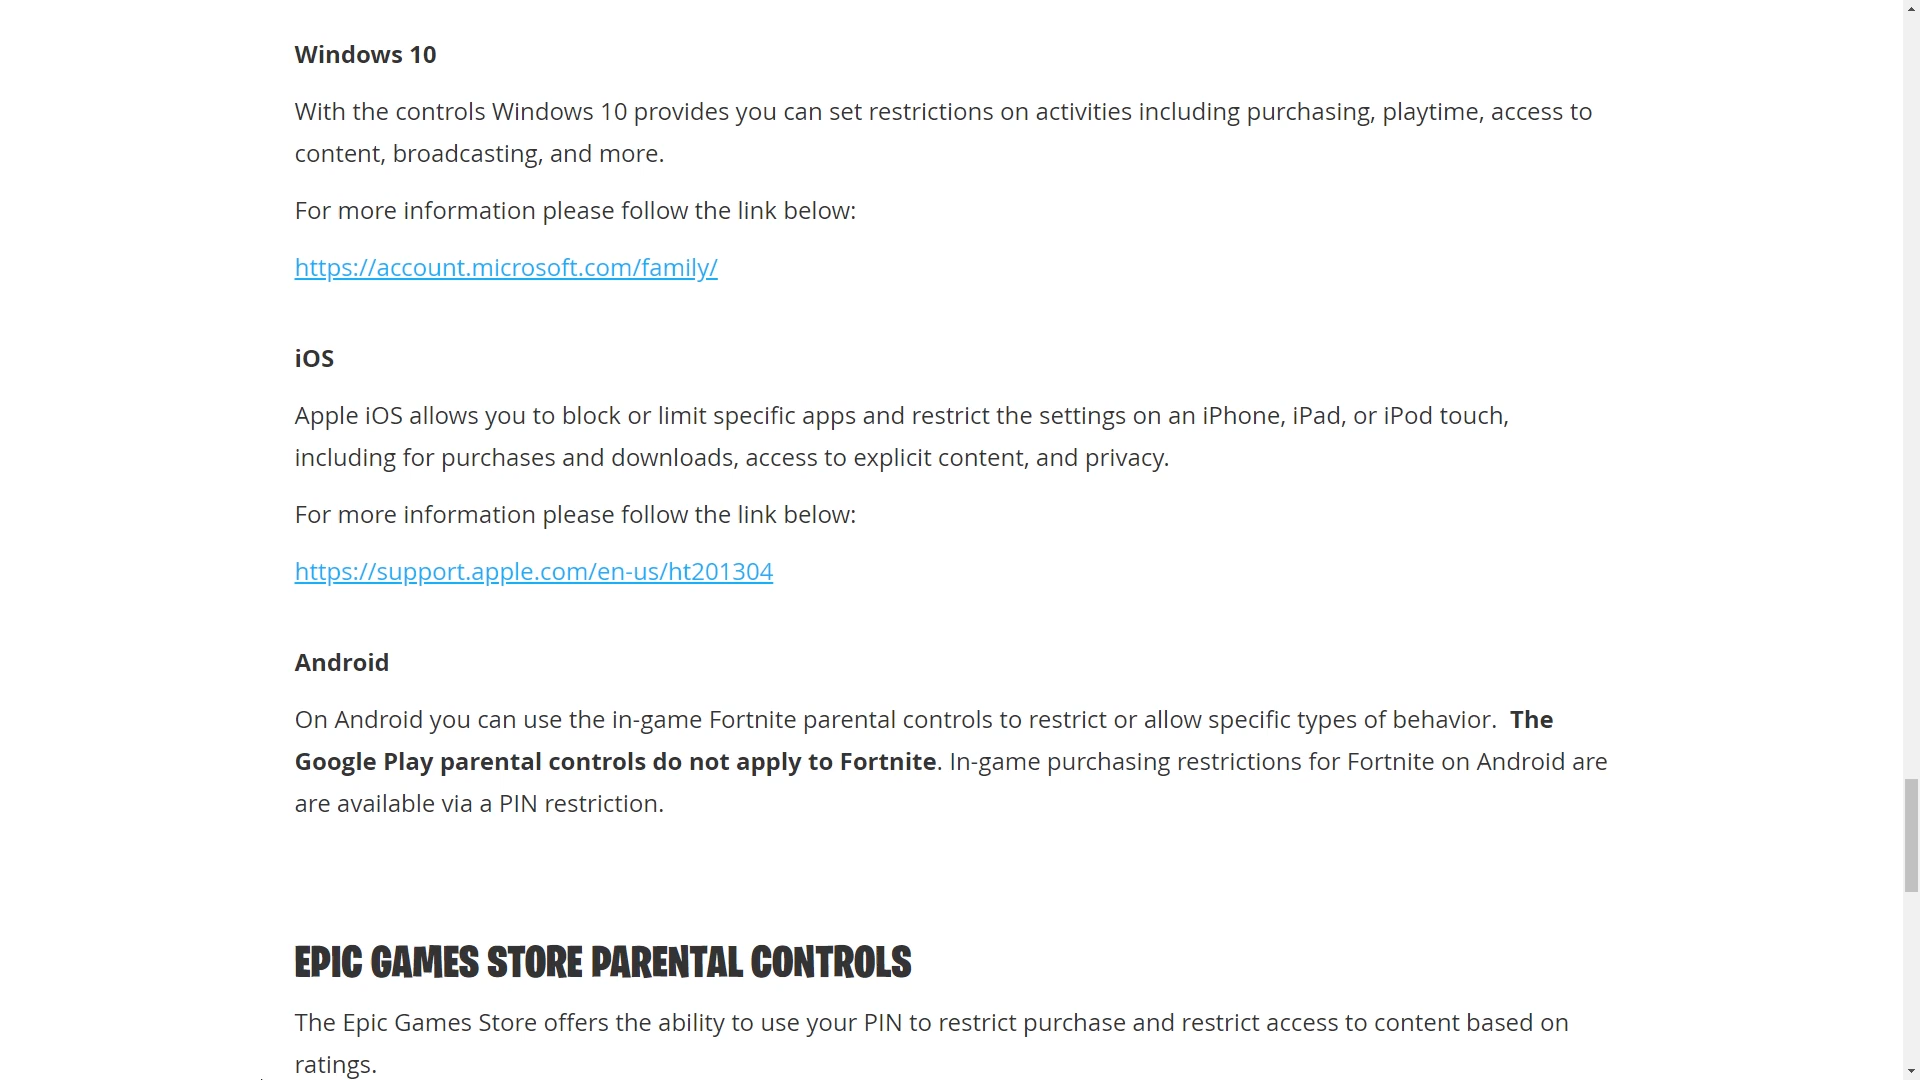 Windows 10
With the controls Windows 10 provides you can set restrictions on activities including purchasing, playtime, access to
content, broadcasting, and more.
For more information please follow the link below:
https://account.microsoft.com/family/
iOS
Apple iOS allows you to block or limit specific apps and restrict the settings on an iPhone, iPad, or iPod touch,
including for purchases and downloads, access to explicit content, and privacy.
For more information please follow the link below:
https://support.apple.com/en-us/ht201304
Android
On Android you can use the in-game Fortnite parental controls to restrict or allow specific types of behavior.  The
Google Play parental controls do not apply to Fortnite. In-game purchasing restrictions for Fortnite on Android are
are available via a PIN restriction.
EPIC GAMES STORE PARENTAL CONTROLS
The Epic Games Store offers the ability to use your PIN to restrict purchase and restrict access to content based on
ratings.